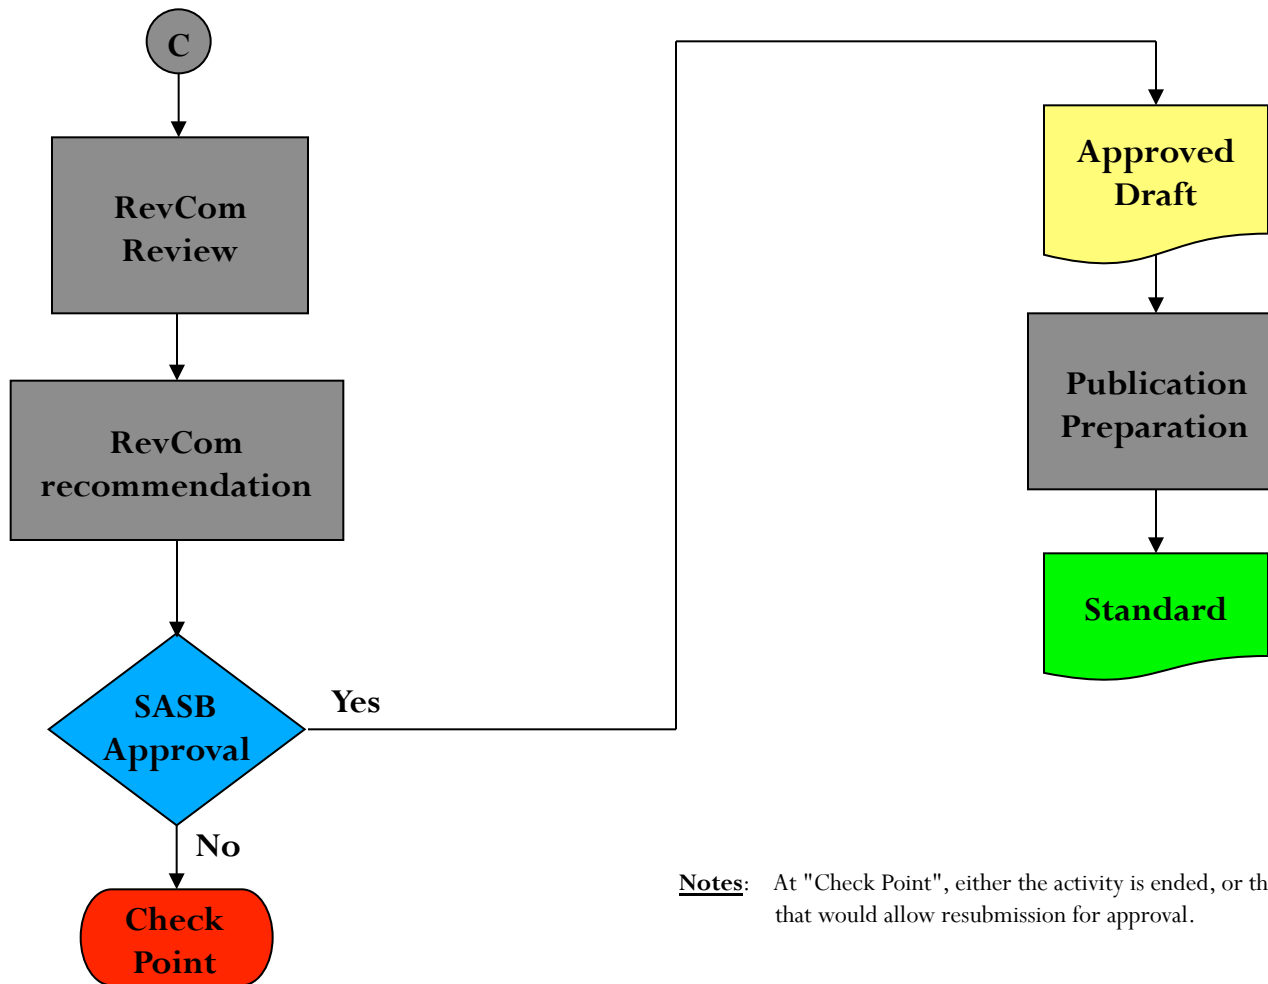 C
RevCom
Review
RevCom
recommendation
SASB
Approval
Yes
No
Check
Point
Approved
Draft
Publication
Preparation
Standard
Notes: At "Check Point", either the activity is ended, or th
that would allow resubmission for approval.